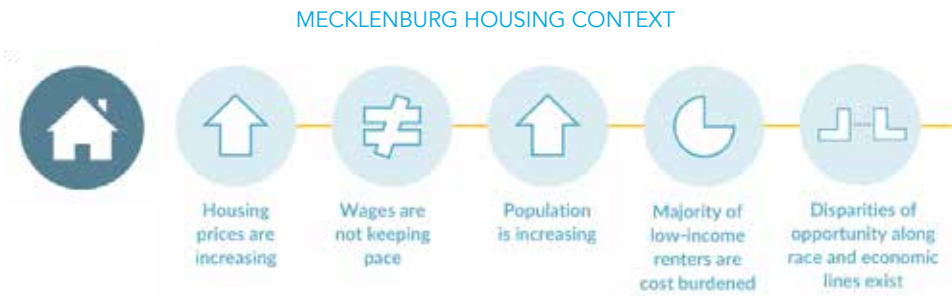 MECKLENBURG HOUSING CONTEXT
Housing
prices are
increasing
Wages are
not keeping
pace
Population
is increasing
Majority of
low-income
renters are
cost burdened
Disparities of
opportunity along
race and economic
lines exist